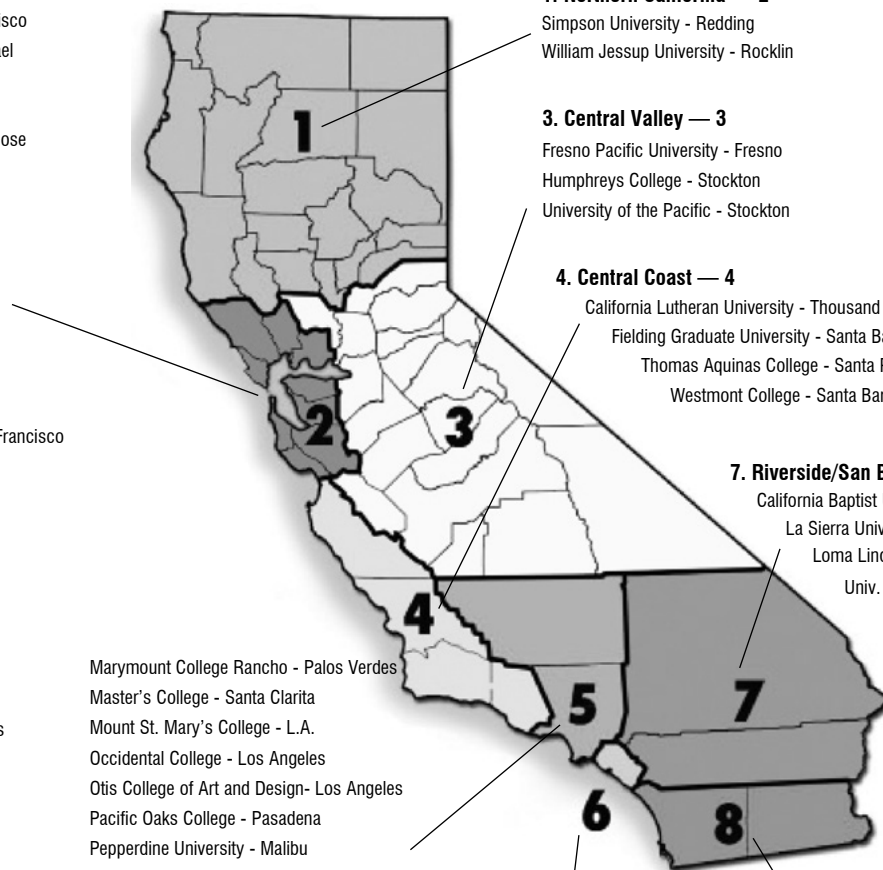 Simpson University - Redding
William Jessup University - Rocklin
3. Central Valley — 3
Fresno Pacific University - Fresno
Humphreys College - Stockton
University of the Pacific - Stockton
4. Central Coast — 4
California Lutheran University - Thousand
Fielding Graduate University - Santa
Thomas Aquinas College - Santa
Westmont College - Santa
7. Riverside/San
California Baptist
La Sierra
Loma
Univ.
Francisco
Marymount College Rancho - Palos Verdes
Master’s College - Santa Clarita
Mount St. Mary’s College - L.A.
Occidental College - Los Angeles
Otis College of Art and Design- Los Angeles
Pacific Oaks College - Pasadena
Pepperdine University - Malibu
1
2
3
4
5
6
7
8